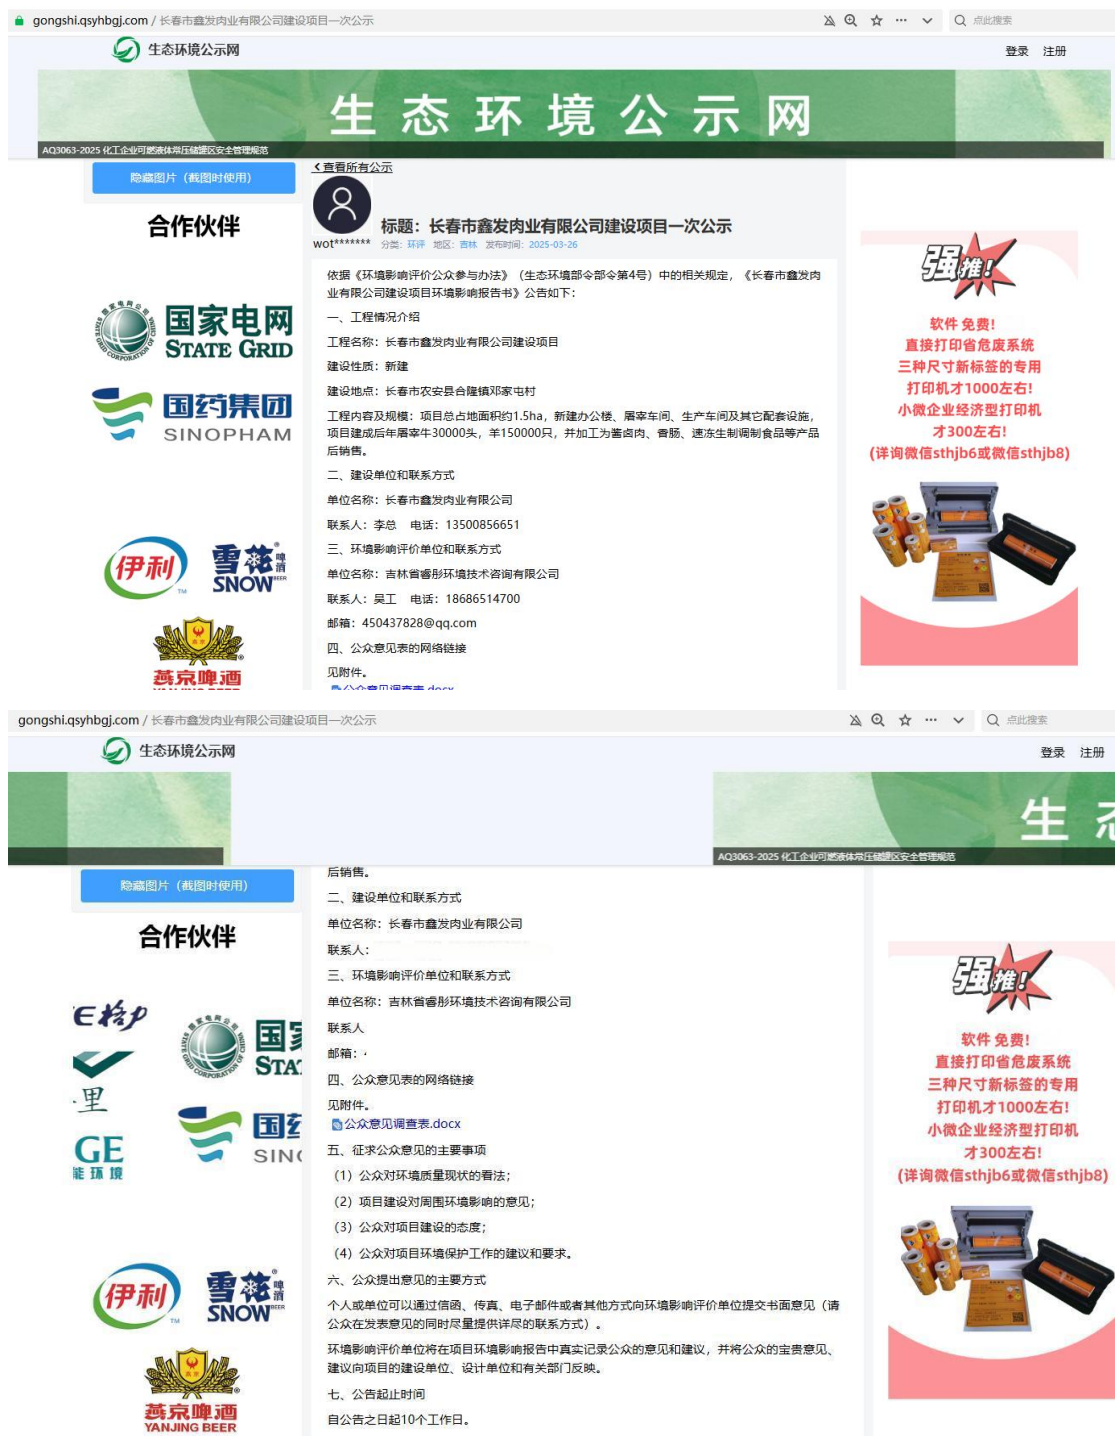 gongshi.qsyhbgj.com / 长春市鑫发肉业有限公司建设项目一次公示
点此搜索
生态环境公示网
登录 注册
生态环境公示网
AQ3063-2025 化工企业可燃液体常压储罐区安全管理规范
隐藏图片（截图时使用）
合作伙伴
国家电网
STATE GRID
国药集团
SINOPHAM
伊利
雪花啤酒
SNOW BEER
燕京啤酒
<查看所有公示
wot*******
标题：长春市鑫发肉业有限公司建设项目一次公示
分类：环评 地区：吉林 发布时间：2025-03-26
依据《环境影响评价公众参与办法》（生态环境部令部令第4号）中的相关规定，《长春市鑫发肉
业有限公司建设项目环境影响报告书》公告如下：
一、工程情况介绍
工程名称：长春市鑫发肉业有限公司建设项目
建设性质：新建
建设地点：长春市农安县合隆镇邓家屯村
工程内容及规模：项目总占地面积约1.5ha，新建办公楼、屠宰车间、生产车间及其它配套设施，
项目建成后年屠宰牛30000头，羊150000只，并加工为酱卤肉、香肠、速冻生制调制食品等产品
后销售。
二、建设单位和联系方式
单位名称：长春市鑫发肉业有限公司
联系人：李总 电话：13500856651
三、环境影响评价单位和联系方式
单位名称：吉林省睿彤环境技术咨询有限公司
联系人：吴工 电话：18686514700
邮箱：450437828@qq.com
四、公众意见表的网络链接
见附件。
公众意见调查表.docx
强推!
软件 免费!
直接打印省危废系统
三种尺寸新标签的专用
打印机才1000左右!
小微企业经济型打印机
才300左右!
(详询微信sthjb6或微信sthjb8)
gongshi.qsyhbgj.com / 长春市鑫发肉业有限公司建设项目一次公示
点此搜索
生态环境公示网
登录 注册
生态
AQ3063-2025 化工企业可燃液体常压储罐区安全管理规范
隐藏图片（截图时使用）
合作伙伴
国家
STA
里
GE
能环境
国药
SIN
伊利
雪花啤酒
SNOW BEER
燕京啤酒
YANJING BEER
后销售。
二、建设单位和联系方式
单位名称：长春市鑫发肉业有限公司
联系人：
三、环境影响评价单位和联系方式
单位名称：吉林省睿彤环境技术咨询有限公司
联系人
邮箱：
四、公众意见表的网络链接
见附件。
公众意见调查表.docx
五、征求公众意见的主要事项
（1）公众对环境质量现状的看法；
（2）项目建设对周围环境影响的意见；
（3）公众对项目建设的态度；
（4）公众对项目环境保护工作的建议和要求。
六、公众提出意见的主要方式
个人或单位可以通过信函、传真、电子邮件或者其他方式向环境影响评价单位提交书面意见（请
公众在发表意见的同时尽量提供详尽的联系方式）。
环境影响评价单位将在项目环境影响报告中真实记录公众的意见和建议，并将公众的宝贵意见、
建议向项目的建设单位、设计单位和有关部门反映。
七、公告起止时间
自公告之日起10个工作日。
强推!
软件 免费!
直接打印省危废系统
三种尺寸新标签的专用
打印机才1000左右!
小微企业经济型打印机
才300左右!
(详询微信sthjb6或微信sthjb8)